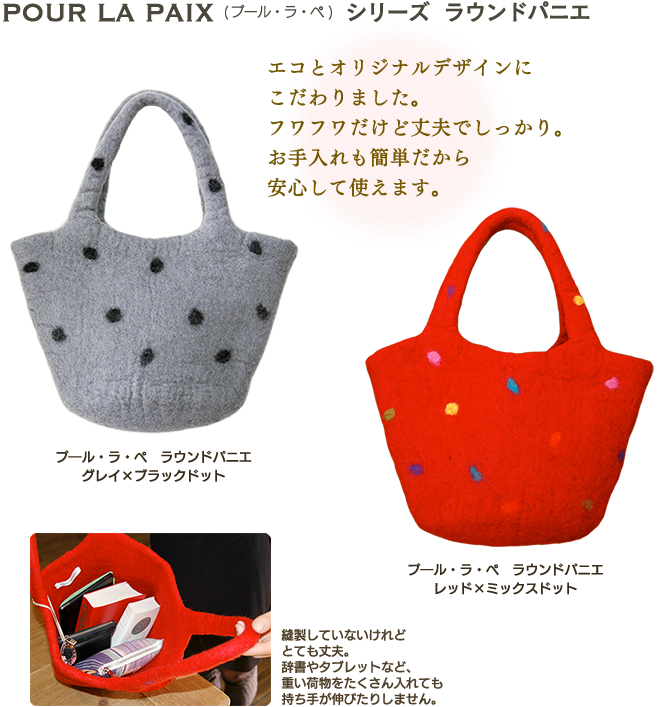 POUR LA PAIX (プール・ラ・ペ) シリーズ ラウンドパニエ
エコとオリジナルデザインに
こだわりました。
フワフワだけど丈夫でしっかり。
お手入れも簡単だから
安心して使えます。
プール・ラ・ペ ラウンドパニエ
グレイ×ブラックドット
プール・ラ・ペ ラウンドパニエ
レッド×ミックスドット
縫製していないけれど
とても丈夫。
辞書やタブレットなど、
重い荷物をたくさん入れても
持ち手が伸びたりしません。